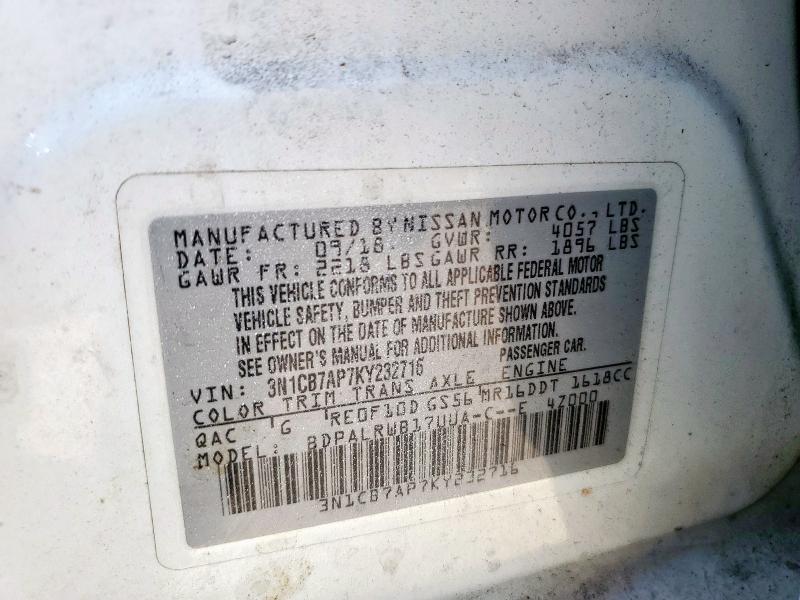 MANUFACTURED BY NISSAN MOTOR CO., LTD.
DATE: 09/18 GVWR: 4057 LBS
GAWR FR: 2218 LBS GAWR RR: 1896 LBS
THIS VEHICLE CONFORMS TO ALL APPLICABLE FEDERAL MOTOR
VEHICLE SAFETY, BUMPER AND THEFT PREVENTION STANDARDS
IN EFFECT ON THE DATE OF MANUFACTURE SHOWN ABOVE.
SEE OWNER'S MANUAL FOR ADDITIONAL INFORMATION.
VIN: 3N1CB7AP7KY232716 PASSENGER CAR.
COLOR TRIM TRANS AXLE ENGINE
QAC G RE0F10D GS56 MR16DDT 1618CC
MODEL: BDPALRWB17UUA-C--E 47000
3N1CB7AP7KY232716